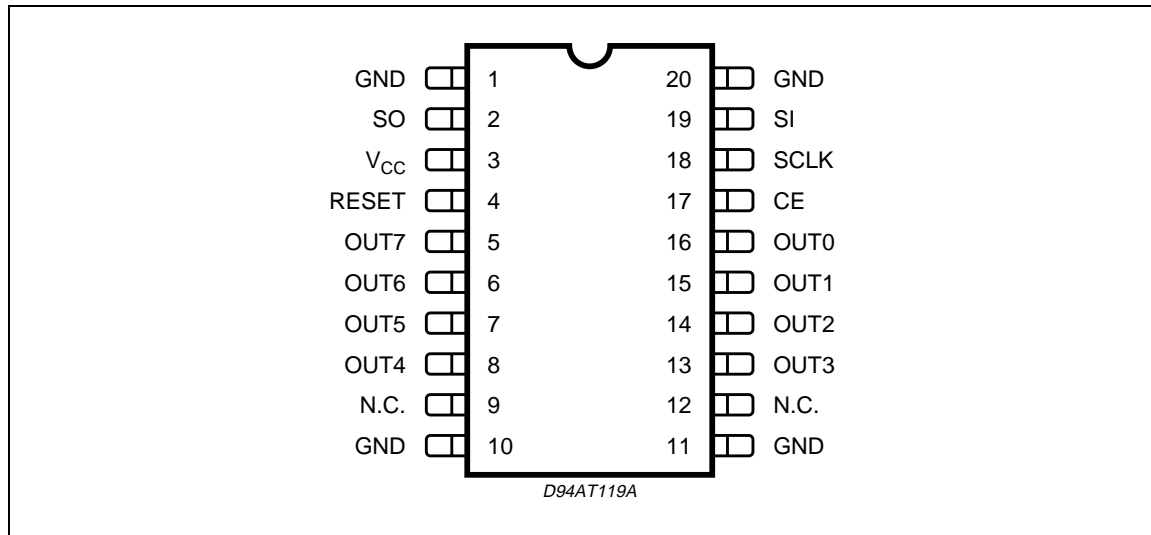 GND 1 20 GND
SO 2 19 SI
VCC 3 18 SCLK
RESET 4 17 CE
OUT7 5 16 OUT0
OUT6 6 15 OUT1
OUT5 7 14 OUT2
OUT4 8 13 OUT3
N.C. 9 12 N.C.
GND 10 11 GND
D94AT119A